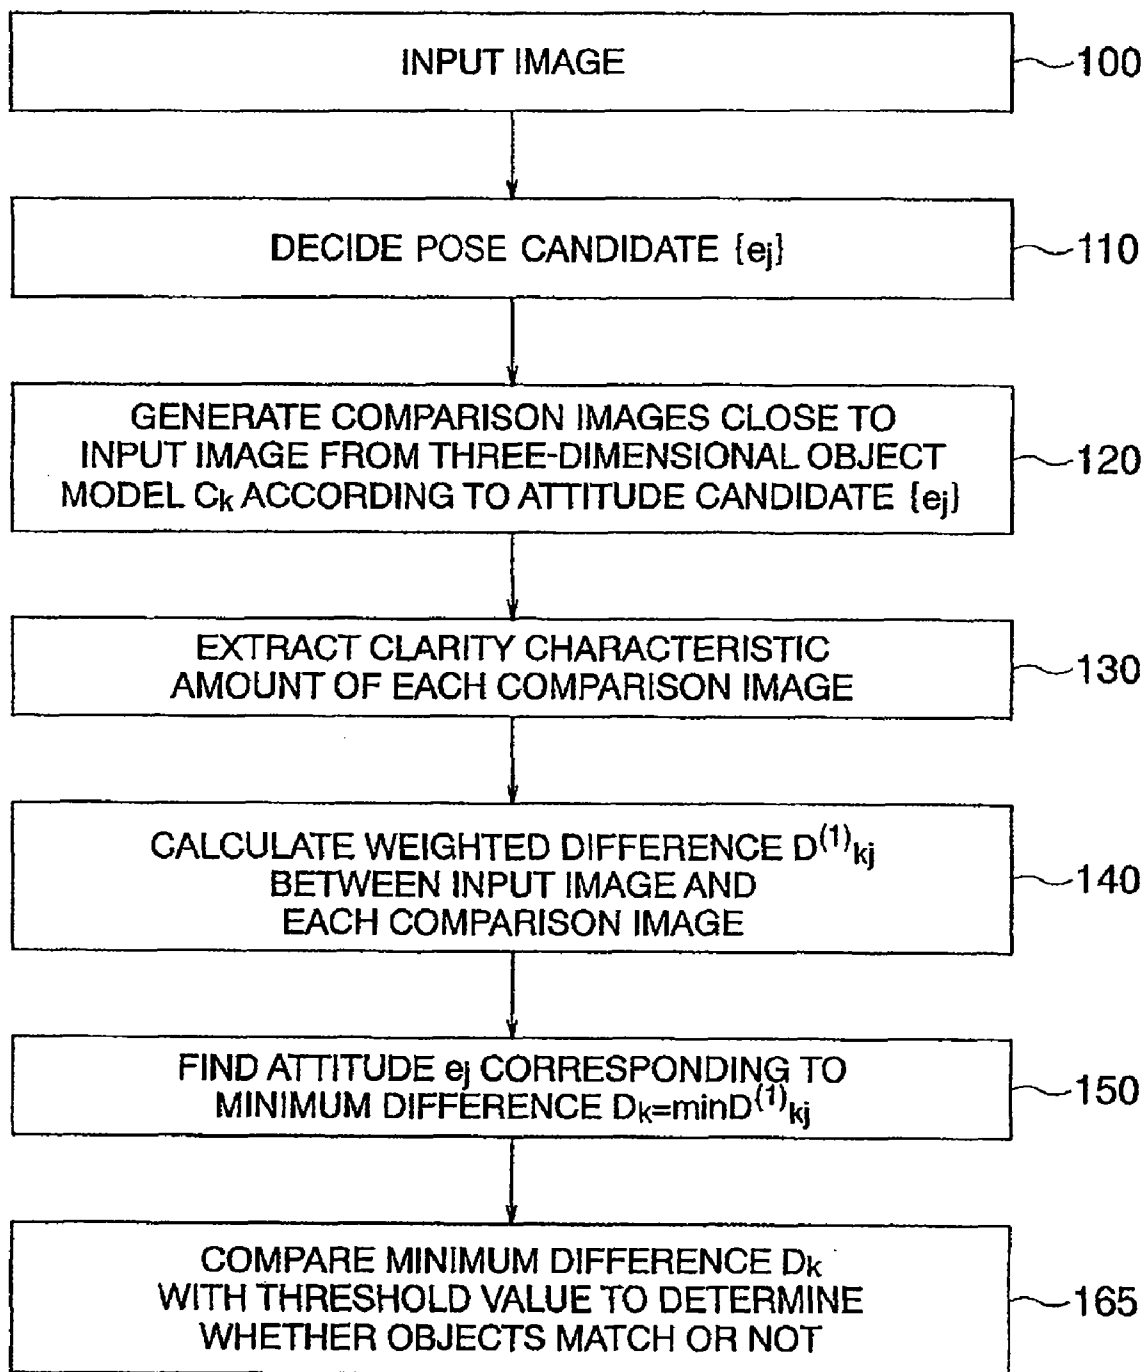 INPUT IMAGE
100
DECIDE POSE CANDIDATE {ej}
110
GENERATE COMPARISON IMAGES CLOSE TO
INPUT IMAGE FROM THREE-DIMENSIONAL OBJECT
MODEL Ck ACCORDING TO ATTITUDE CANDIDATE {ej}
120
EXTRACT CLARITY CHARACTERISTIC
AMOUNT OF EACH COMPARISON IMAGE
130
CALCULATE WEIGHTED DIFFERENCE D(1)kj
BETWEEN INPUT IMAGE AND
EACH COMPARISON IMAGE
140
FIND ATTITUDE ej CORRESPONDING TO
MINIMUM DIFFERENCE Dk=minD(1)kj
150
COMPARE MINIMUM DIFFERENCE Dk
WITH THRESHOLD VALUE TO DETERMINE
WHETHER OBJECTS MATCH OR NOT
165